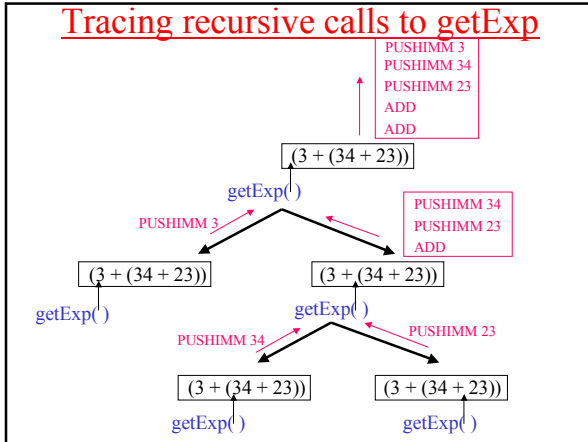 Tracing recursive calls to getExp
PUSHIMM 3
PUSHIMM 34
PUSHIMM 23
ADD
ADD
(3 + (34 + 23))
getExp( )
PUSHIMM 3
PUSHIMM 34
PUSHIMM 23
ADD
(3 + (34 + 23))
(3 + (34 + 23))
getExp( )
getExp( )
PUSHIMM 34
PUSHIMM 23
(3 + (34 + 23))
(3 + (34 + 23))
getExp( )
getExp( )